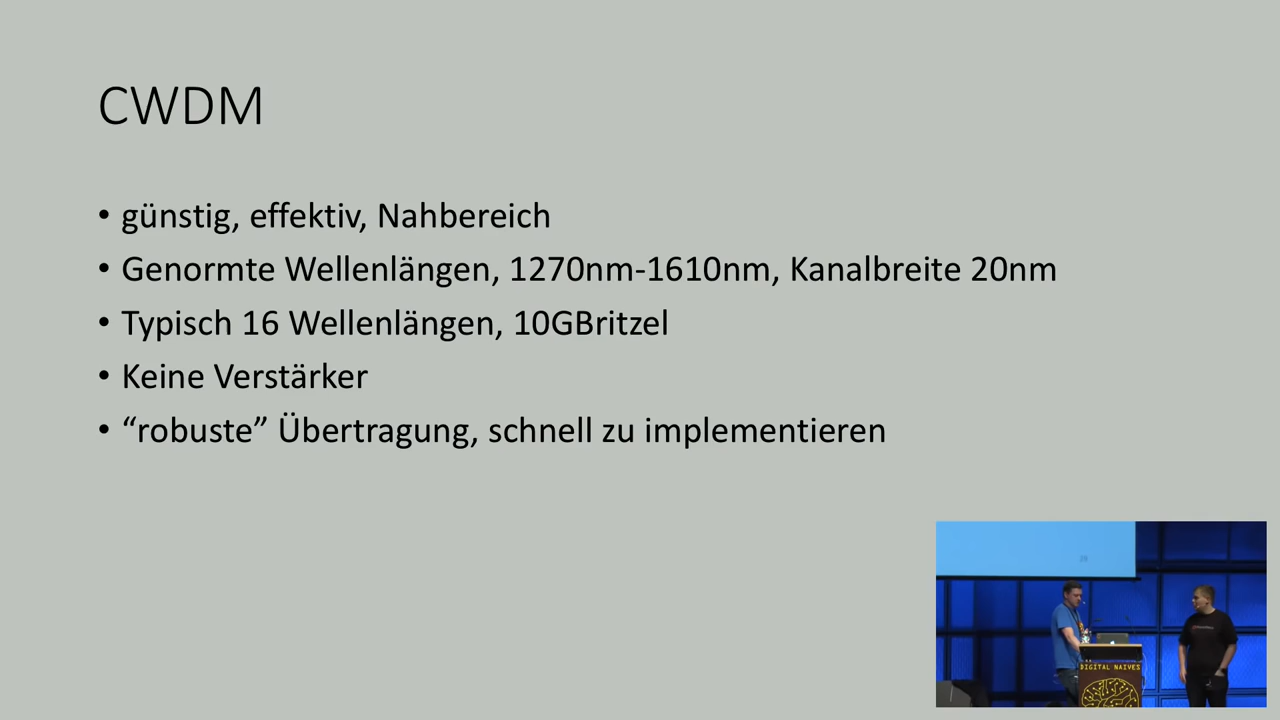 CWDM
• günstig, effektiv, Nahbereich
• Genormte Wellenlängen, 1270nm-1610nm, Kanalbreite 20nm
• Typisch 16 Wellenlängen, 10GBritzel
• Keine Verstärker
• “robuste” Übertragung, schnell zu implementieren
DIGITAL NAIVES